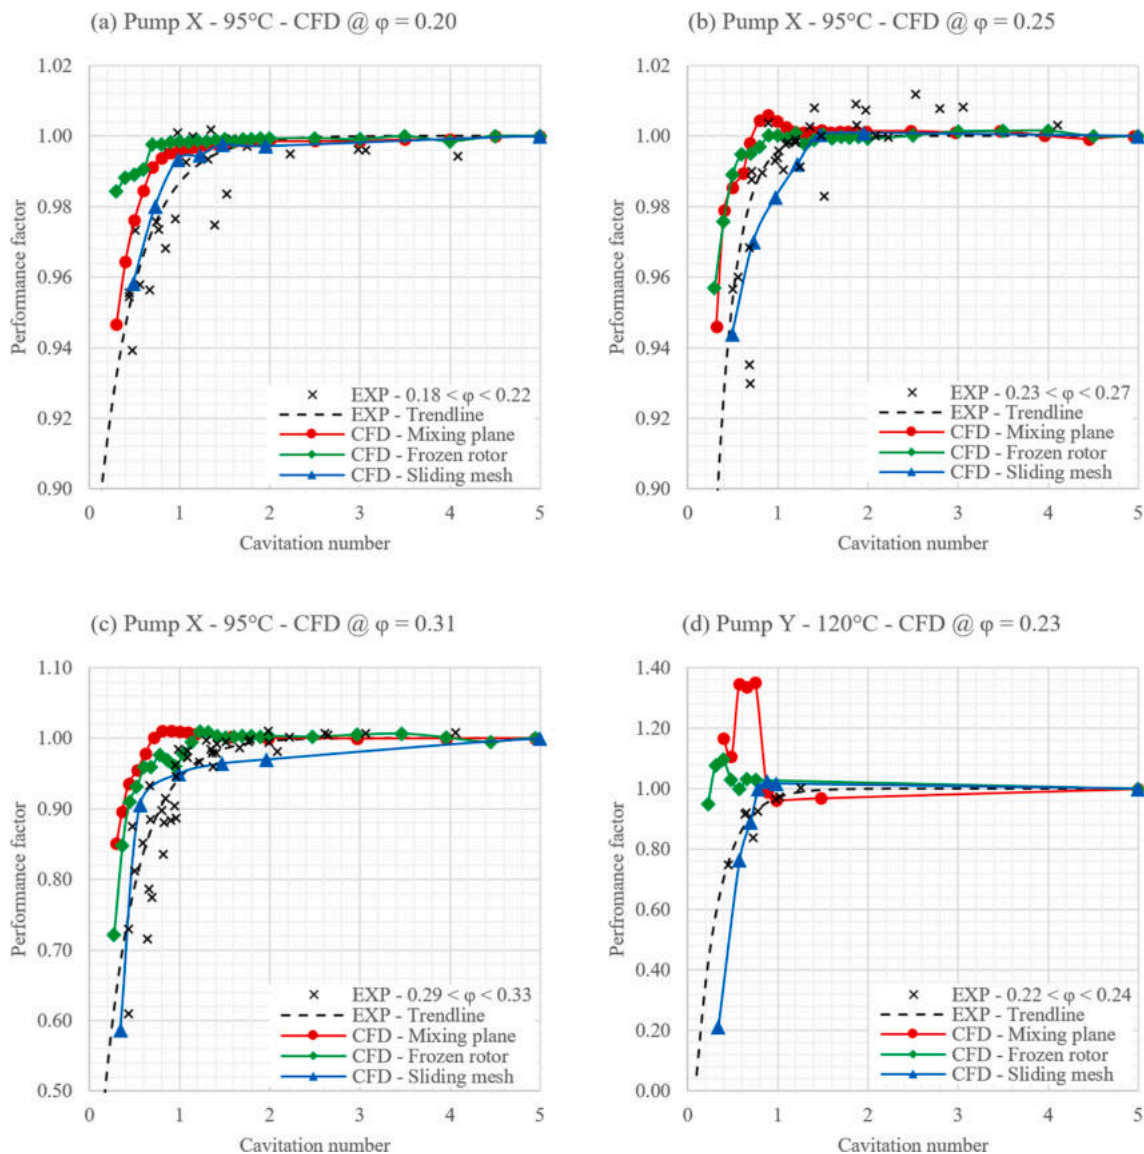 (a) Pump X - 95°C - CFD @ φ = 0.20
1.02
1.00
0.98
0.96
0.94
0.92
0.90
Performance factor
0 1 2 3 4 5
Cavitation number
EXP - 0.18 < φ < 0.22
EXP - Trendline
CFD - Mixing plane
CFD - Frozen rotor
CFD - Sliding mesh
(b) Pump X - 95°C - CFD @ φ = 0.25
1.02
1.00
0.98
0.96
0.94
0.92
0.90
Performance factor
0 1 2 3 4 5
Cavitation number
EXP - 0.23 < φ < 0.27
EXP - Trendline
CFD - Mixing plane
CFD - Frozen rotor
CFD - Sliding mesh
(c) Pump X - 95°C - CFD @ φ = 0.31
1.10
1.00
0.90
0.80
0.70
0.60
0.50
Performance factor
0 1 2 3 4 5
Cavitation number
EXP - 0.29 < φ < 0.33
EXP - Trendline
CFD - Mixing plane
CFD - Frozen rotor
CFD - Sliding mesh
(d) Pump Y - 120°C - CFD @ φ = 0.23
1.40
1.20
1.00
0.80
0.60
0.40
0.20
0.00
Perfromance factor
0 1 2 3 4 5
Cavitation number
EXP - 0.22 < φ < 0.24
EXP - Trendline
CFD - Mixing plane
CFD - Frozen rotor
CFD - Sliding mesh